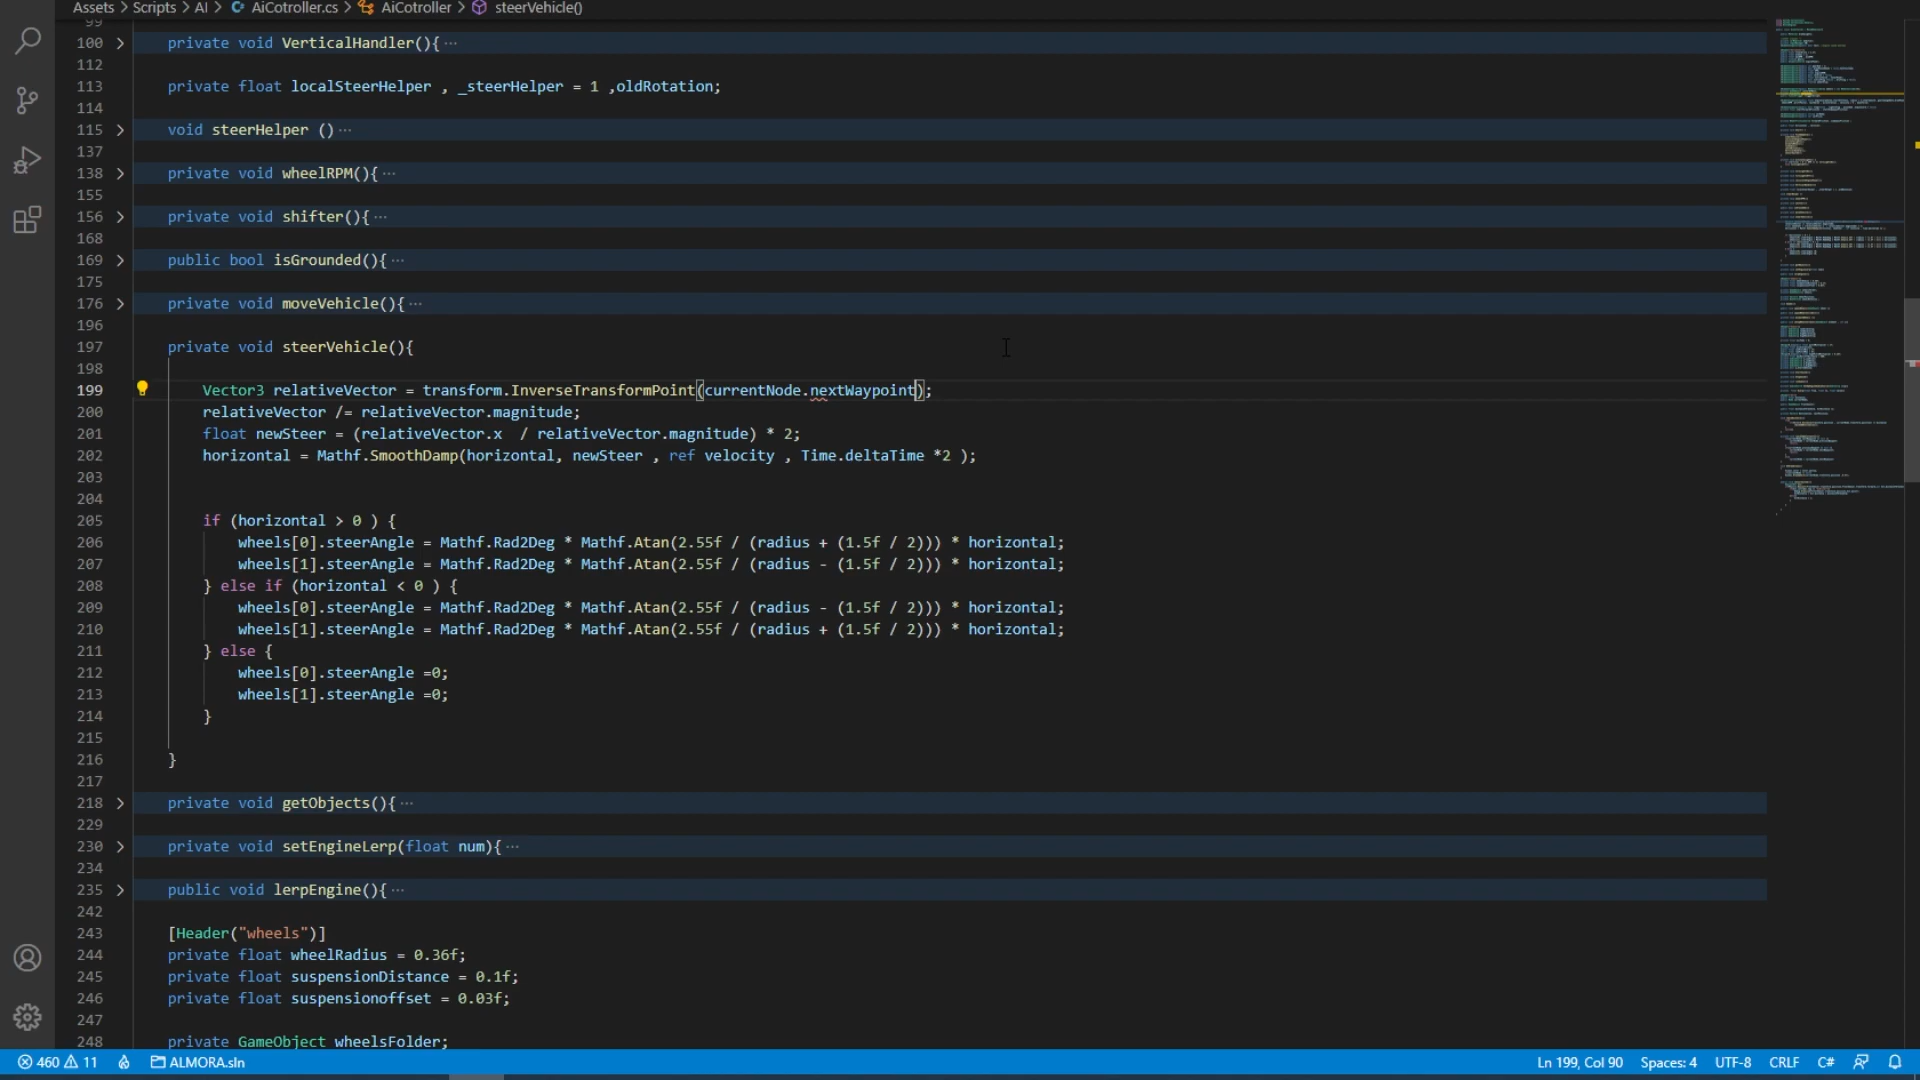 Assets > Scripts > AI > AiCotroller.cs > AiCotroller > steerVehicle()
99
100 > private void VerticalHandler(){ ···
112
113 private float localSteerHelper , _steerHelper = 1 ,oldRotation;
114
115 > void steerHelper () ···
137
138 > private void wheelRPM(){ ···
155
156 > private void shifter(){ ···
168
169 > public bool isGrounded(){ ···
175
176 > private void moveVehicle(){ ···
196
197 private void steerVehicle(){
198
199 Vector3 relativeVector = transform.InverseTransformPoint(currentNode.nextWaypoint);
200 relativeVector /= relativeVector.magnitude;
201 float newSteer = (relativeVector.x / relativeVector.magnitude) * 2;
202 horizontal = Mathf.SmoothDamp(horizontal, newSteer , ref velocity , Time.deltaTime *2 );
203
204
205 if (horizontal > 0 ) {
206 wheels[0].steerAngle = Mathf.Rad2Deg * Mathf.Atan(2.55f / (radius + (1.5f / 2))) * horizontal;
207 wheels[1].steerAngle = Mathf.Rad2Deg * Mathf.Atan(2.55f / (radius - (1.5f / 2))) * horizontal;
208 } else if (horizontal < 0 ) {
209 wheels[0].steerAngle = Mathf.Rad2Deg * Mathf.Atan(2.55f / (radius - (1.5f / 2))) * horizontal;
210 wheels[1].steerAngle = Mathf.Rad2Deg * Mathf.Atan(2.55f / (radius + (1.5f / 2))) * horizontal;
211 } else {
212 wheels[0].steerAngle =0;
213 wheels[1].steerAngle =0;
214 }
215
216 }
217
218 > private void getObjects(){ ···
229
230 > private void setEngineLerp(float num){ ···
234
235 > public void lerpEngine(){ ···
242
243 [Header("wheels")]
244 private float wheelRadius = 0.36f;
245 private float suspensionDistance = 0.1f;
246 private float suspensionoffset = 0.03f;
247
248 private GameObject wheelsFolder;
460 11 ALMORA.sln Ln 199, Col 90 Spaces: 4 UTF-8 CRLF C#